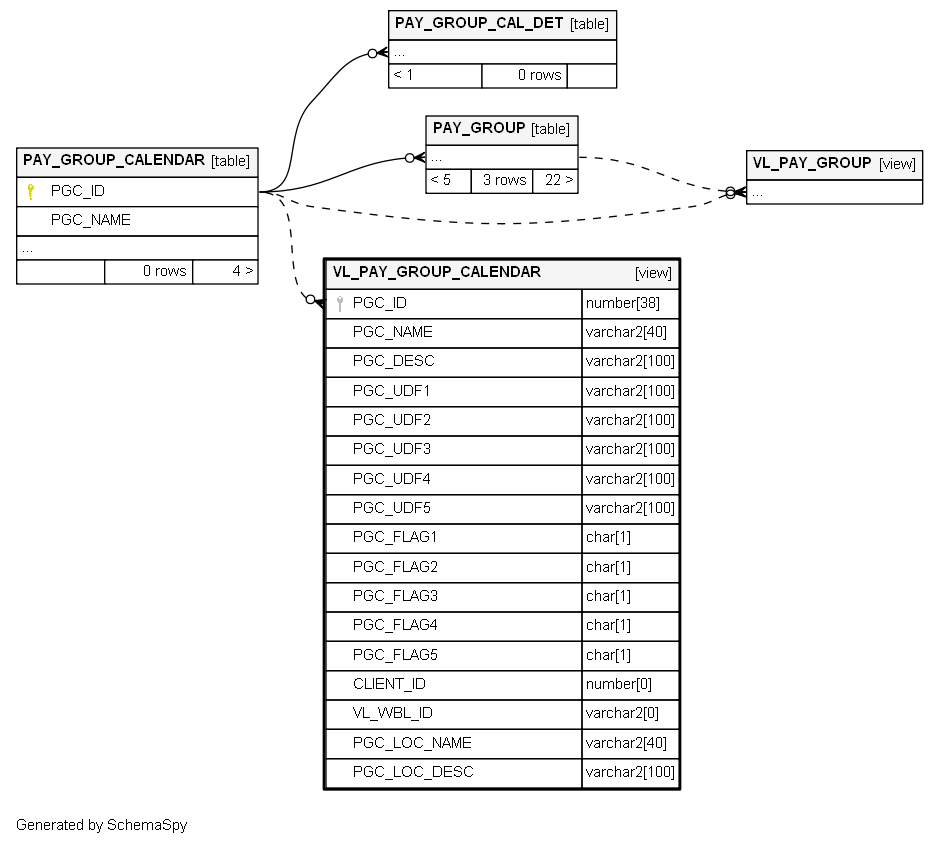 PAY_GROUP_CAL_DET [table]
...
< 1 0 rows
PAY_GROUP [table]
...
< 5 3 rows 22 >
VL_PAY_GROUP [view]
...
PAY_GROUP_CALENDAR [table]
PGC_ID
PGC_NAME
...
0 rows 4 >
VL_PAY_GROUP_CALENDAR [view]
PGC_ID number[38]
PGC_NAME varchar2[40]
PGC_DESC varchar2[100]
PGC_UDF1 varchar2[100]
PGC_UDF2 varchar2[100]
PGC_UDF3 varchar2[100]
PGC_UDF4 varchar2[100]
PGC_UDF5 varchar2[100]
PGC_FLAG1 char[1]
PGC_FLAG2 char[1]
PGC_FLAG3 char[1]
PGC_FLAG4 char[1]
PGC_FLAG5 char[1]
CLIENT_ID number[0]
VL_WBL_ID varchar2[0]
PGC_LOC_NAME varchar2[40]
PGC_LOC_DESC varchar2[100]
Generated by SchemaSpy